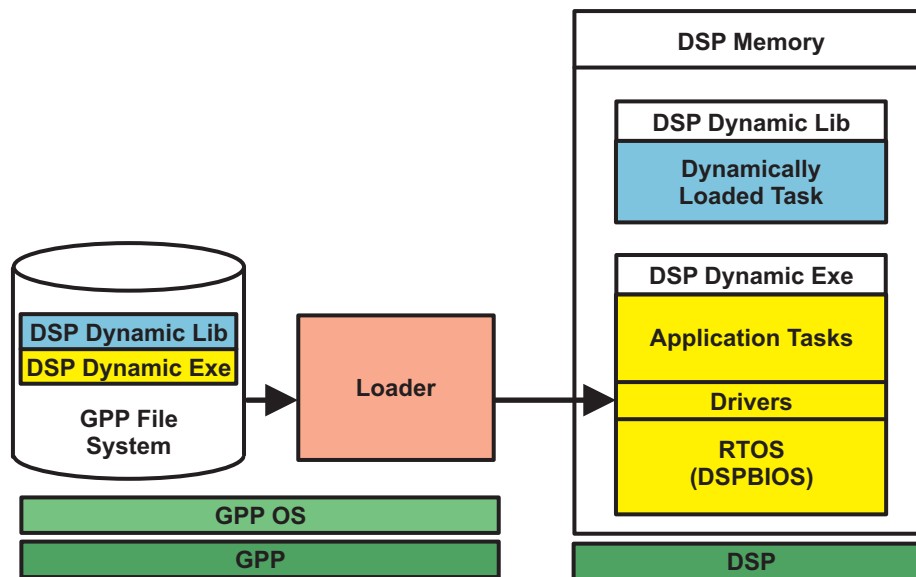 DSP Memory
DSP Dynamic Lib
Dynamically
Loaded Task
DSP Dynamic Exe
Application Tasks
Drivers
RTOS
(DSPBIOS)
DSP Dynamic Lib
DSP Dynamic Exe
GPP File
System
Loader
GPP OS
GPP
DSP